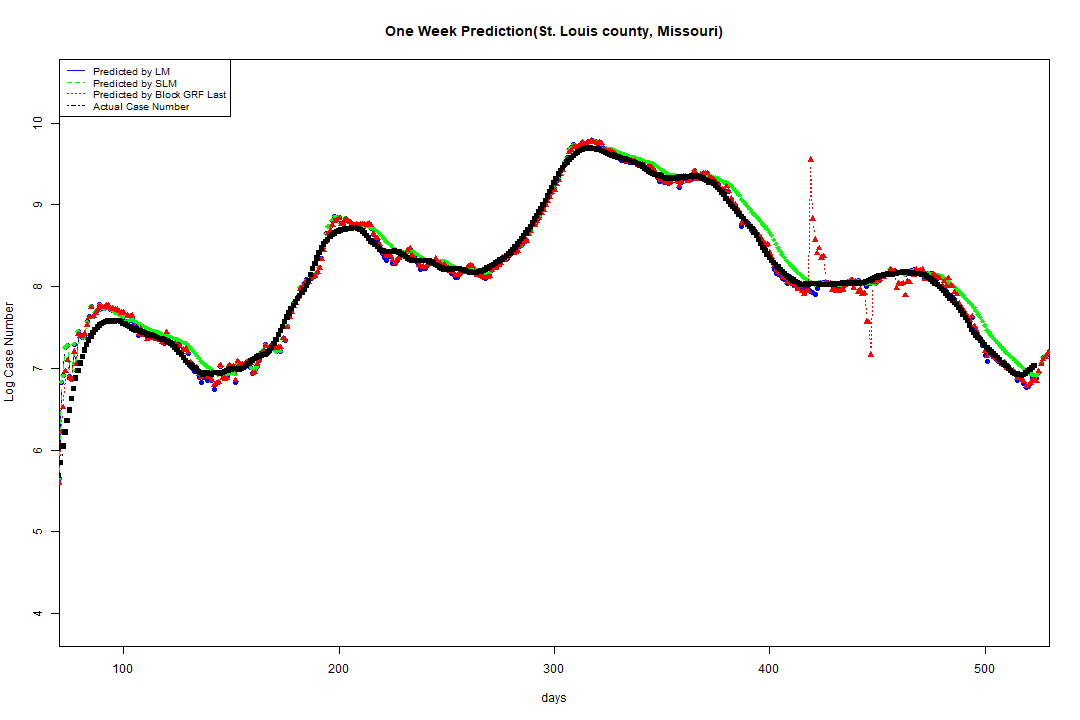 One Week Prediction(St. Louis county, Missouri)
Predicted by LM
Predicted by SLM
Predicted by Block GRF Last
Actual Case Number
10
9
8
7
6
5
4
Log Case Number
100 200 300 400 500
days